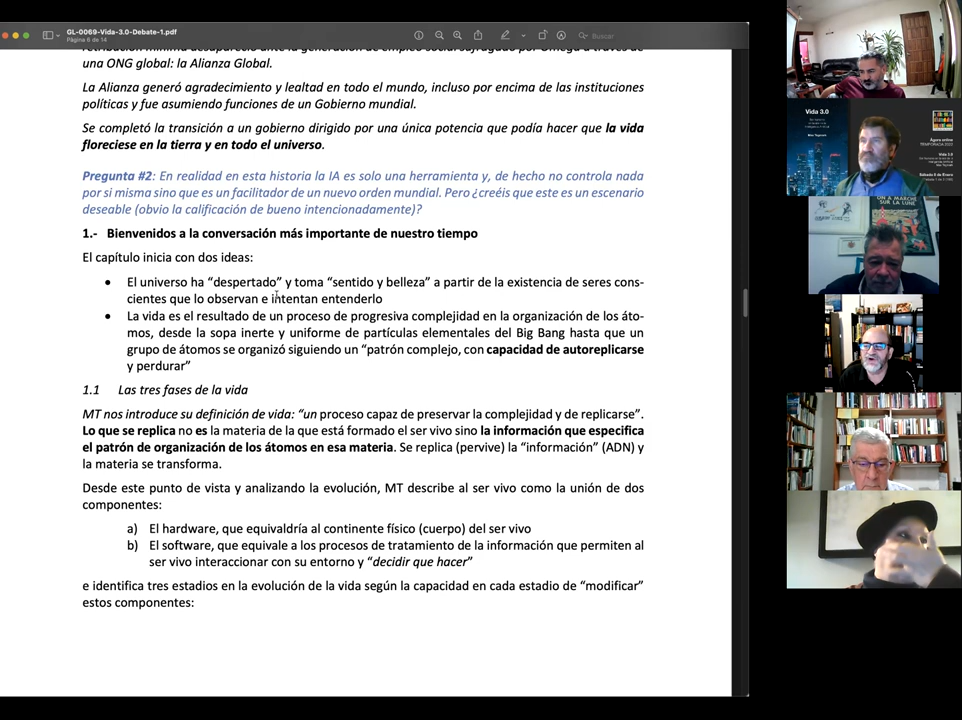 GL-0069-Vida-3.0-Debate-1.pdf
Página 6 de 14
Buscar
una ONG global: la Alianza Global.
La Alianza generó agradecimiento y lealtad en todo el mundo, incluso por encima de las instituciones
políticas y fue asumiendo funciones de un Gobierno mundial.
Se completó la transición a un gobierno dirigido por una única potencia que podía hacer que la vida
floreciese en la tierra y en todo el universo.
Pregunta #2: En realidad en esta historia la IA es solo una herramienta y, de hecho no controla nada
por si misma sino que es un facilitador de un nuevo orden mundial. Pero ¿creéis que este es un escenario
deseable (obvio la calificación de bueno intencionadamente)?
1.- Bienvenidos a la conversación más importante de nuestro tiempo
El capítulo inicia con dos ideas:
• El universo ha “despertado” y toma “sentido y belleza” a partir de la existencia de seres cons-
cientes que lo observan e intentan entenderlo
• La vida es el resultado de un proceso de progresiva complejidad en la organización de los áto-
mos, desde la sopa inerte y uniforme de partículas elementales del Big Bang hasta que un
grupo de átomos se organizó siguiendo un “patrón complejo, con capacidad de autoreplicarse
y perdurar”
1.1 Las tres fases de la vida
MT nos introduce su definición de vida: “un proceso capaz de preservar la complejidad y de replicarse”.
Lo que se replica no es la materia de la que está formado el ser vivo sino la información que especifica
el patrón de organización de los átomos en esa materia. Se replica (pervive) la “información” (ADN) y
la materia se transforma.
Desde este punto de vista y analizando la evolución, MT describe al ser vivo como la unión de dos
componentes:
a) El hardware, que equivaldría al continente físico (cuerpo) del ser vivo
b) El software, que equivale a los procesos de tratamiento de la información que permiten al
ser vivo interaccionar con su entorno y “decidir que hacer”
e identifica tres estadios en la evolución de la vida según la capacidad en cada estadio de “modificar”
estos componentes:
Vida 3.0
Ágora online
TEMPORADA 2022
Vida 3.0
ON A MARCHÉ
SUR LA LUNE